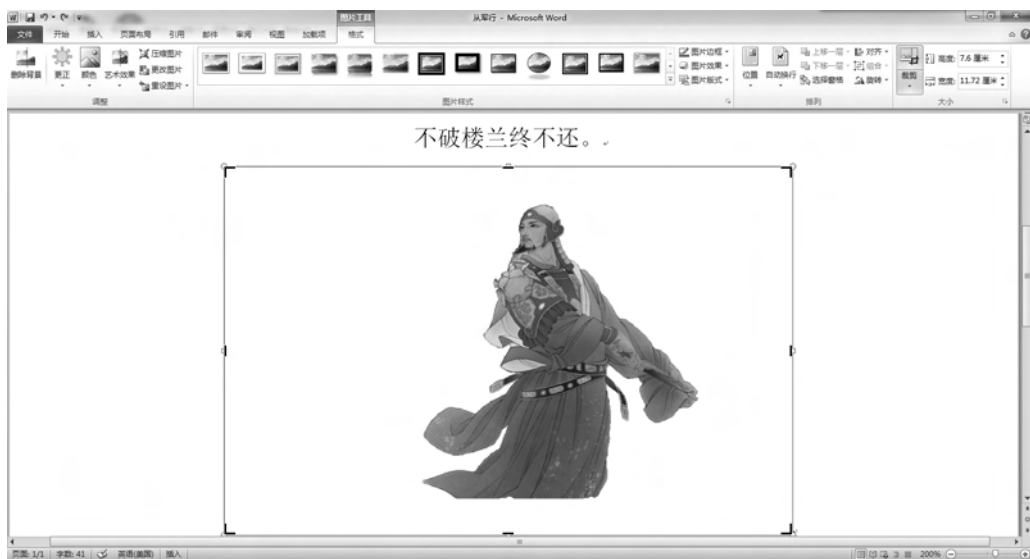 从军行 - Microsoft Word
图片工具
文件 开始 插入 页面布局 引用 邮件 审阅 视图 加载项 格式
删除背景 更正 颜色 艺术效果 压缩图片 更改图片 重设图片
图片边框 图片效果 图片版式
位置 自动换行 上移一层 下移一层 选择窗格 对齐 组合 旋转
裁剪 高度: 7.6 厘米 宽度: 11.72 厘米
调整 图片样式 排列 大小
不破楼兰终不还。
页面: 1/1 字数: 41 英语(美国) 插入 200%